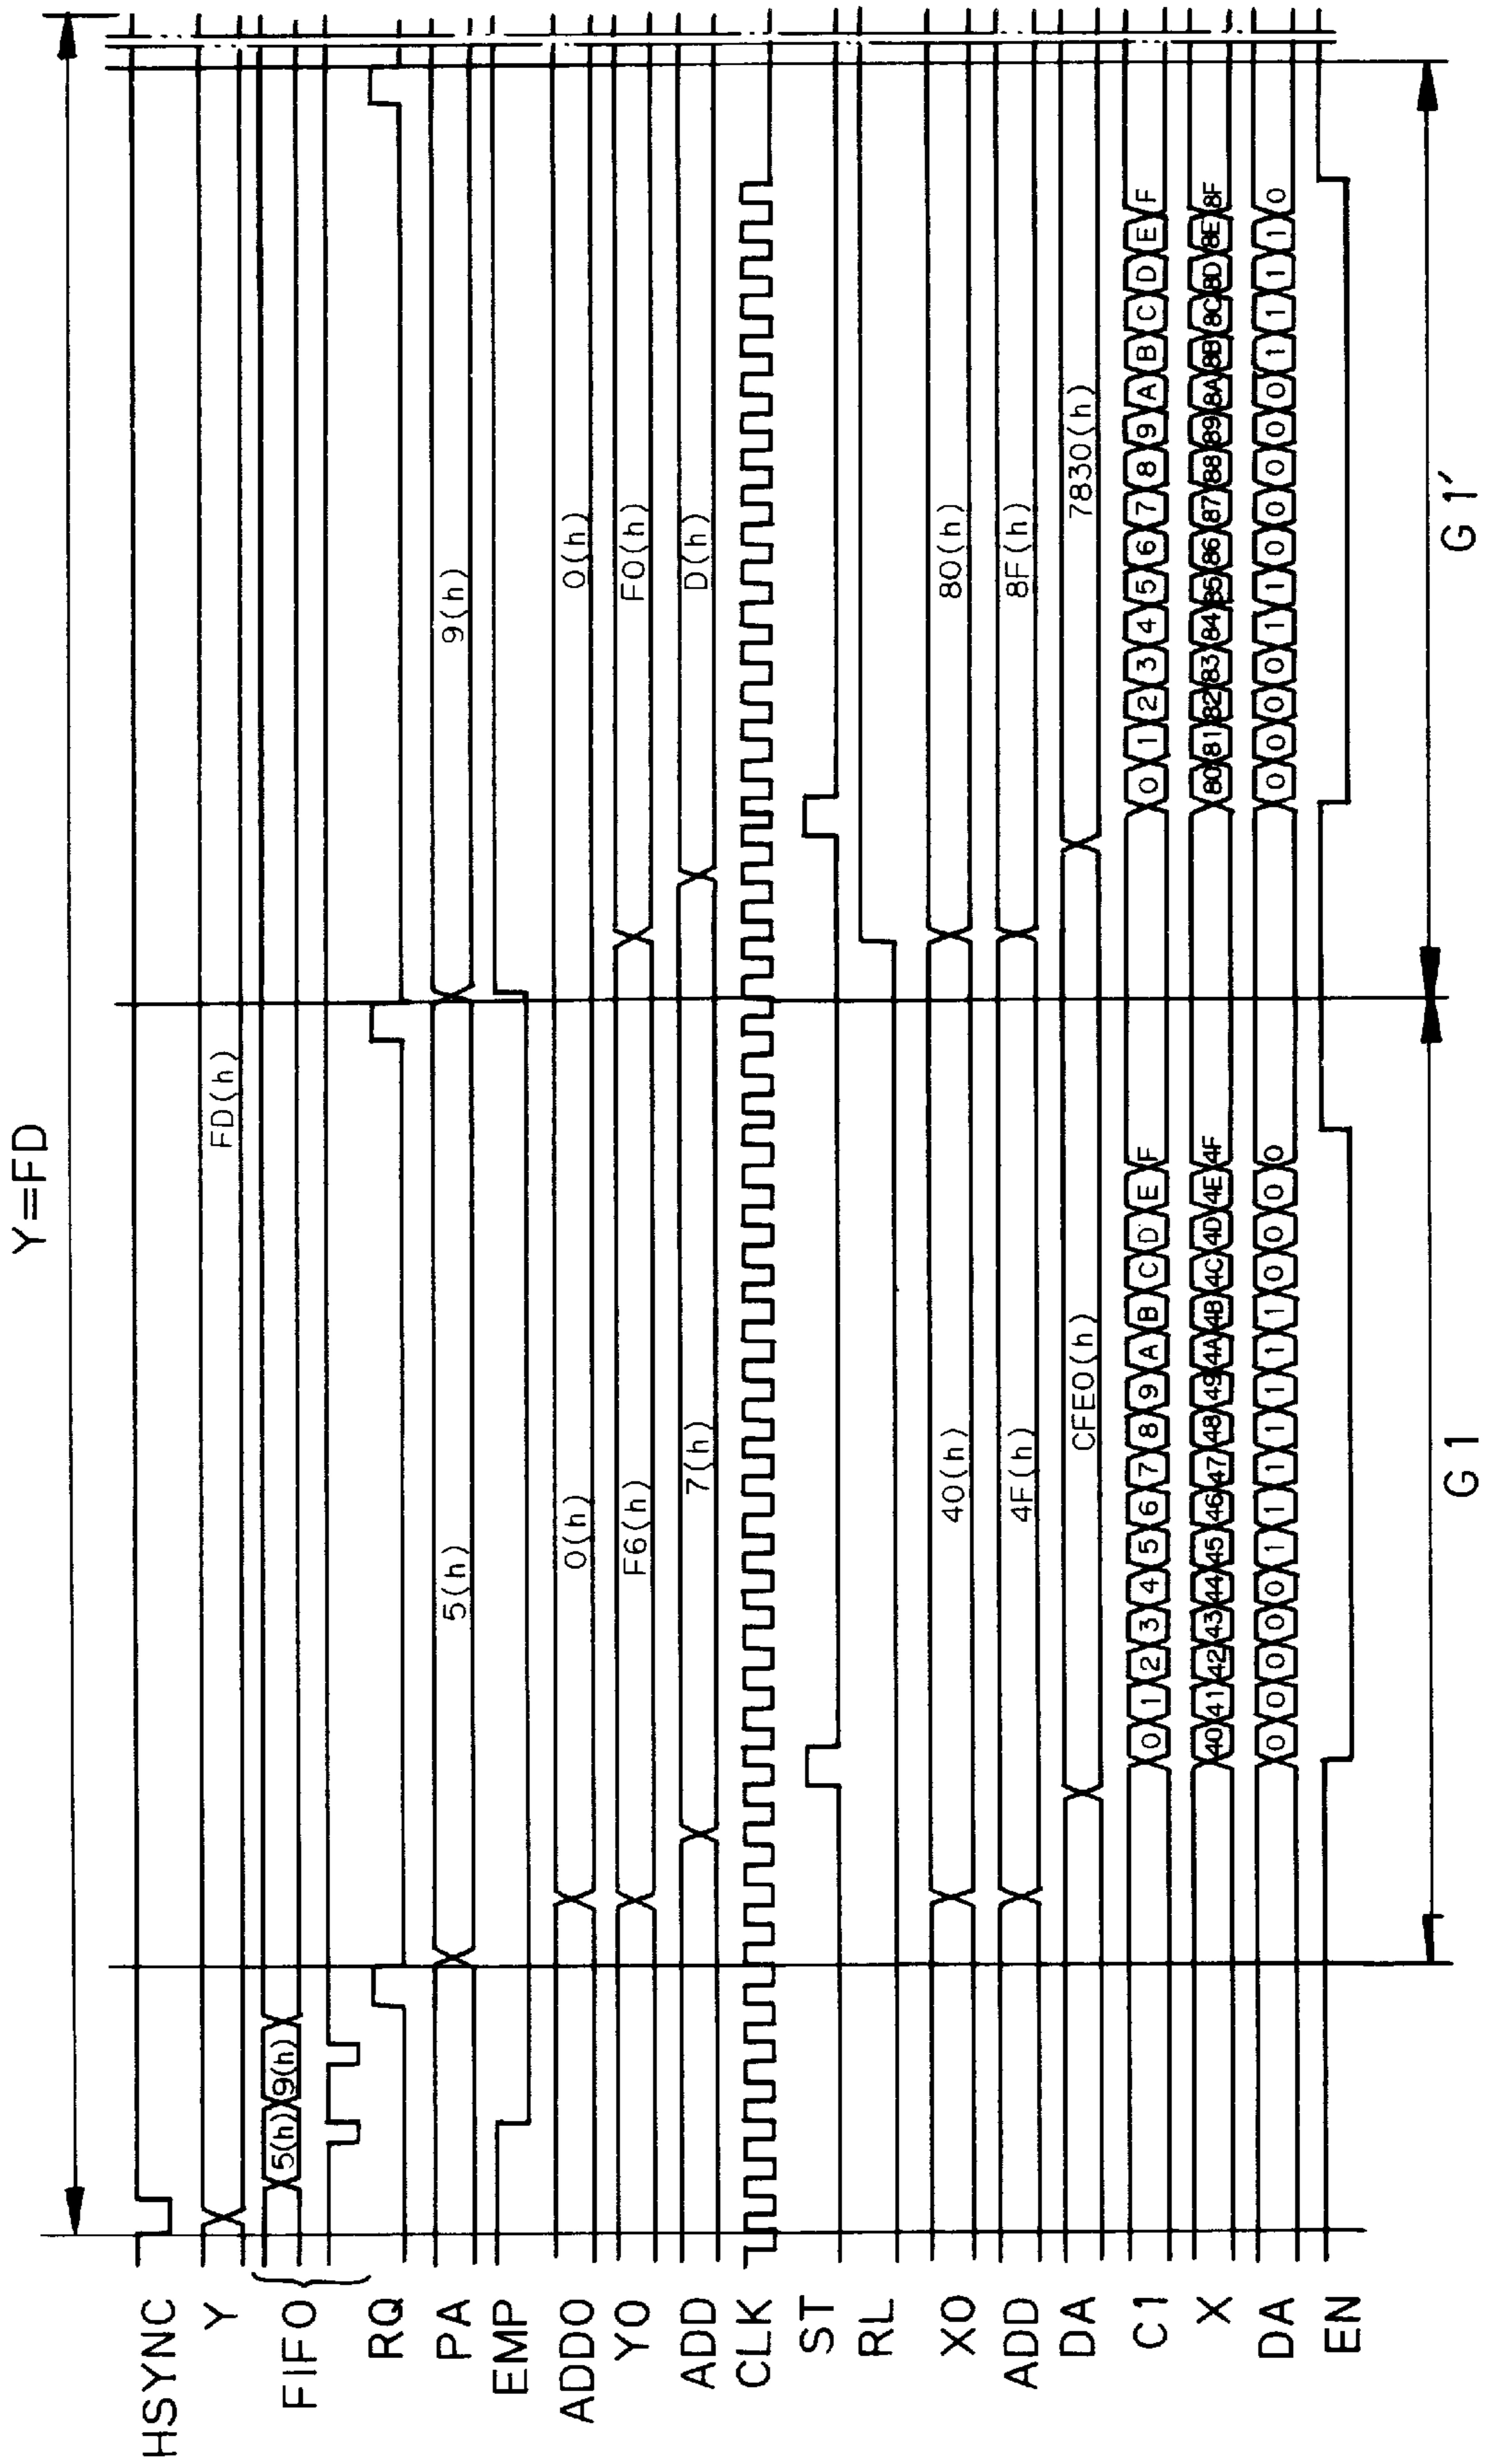 Y=FD
HSYNC
Y FD(h)
FIFO 5(h) 9(h)
RQ
PA 5(h) 9(h)
EMP
ADDO 0(h) 0(h)
YO F6(h) F0(h)
ADD 7(h) D(h)
CLK
ST
RL
XO 40(h) 80(h)
ADD 4F(h) 8F(h)
DA CFE0(h) 7830(h)
C1 0 1 2 3 4 5 6 7 8 9 A B C D E F 0 1 2 3 4 5 6 7 8 9 A B C D E F
X 40 41 42 43 44 45 46 47 48 49 4A 4B 4C 4D 4E 4F 80 81 82 83 84 85 86 87 88 89 8A 8B 8C 8D 8E 8F
DA 0 0 0 0 0 1 1 1 1 1 1 1 0 0 0 0 0 0 0 0 1 1 0 0 0 0 0 1 1 1 1 0
EN
G1 G1′